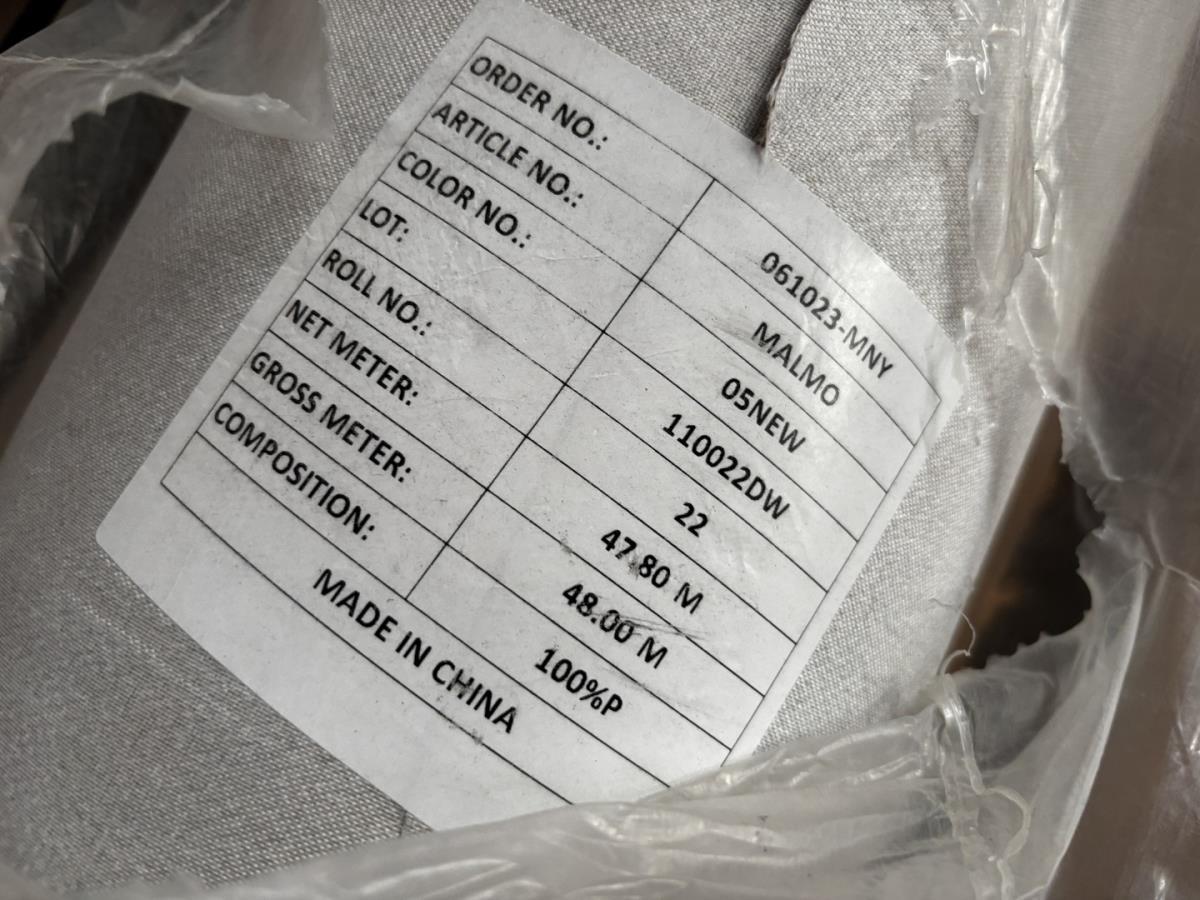 ORDER NO.: 061023-MNY
ARTICLE NO.: MALMO
COLOR NO.: 05NEW
LOT: 110022DW
ROLL NO.: 22
NET METER: 47.80 M
GROSS METER: 48.00 M
COMPOSITION: 100%P
MADE IN CHINA